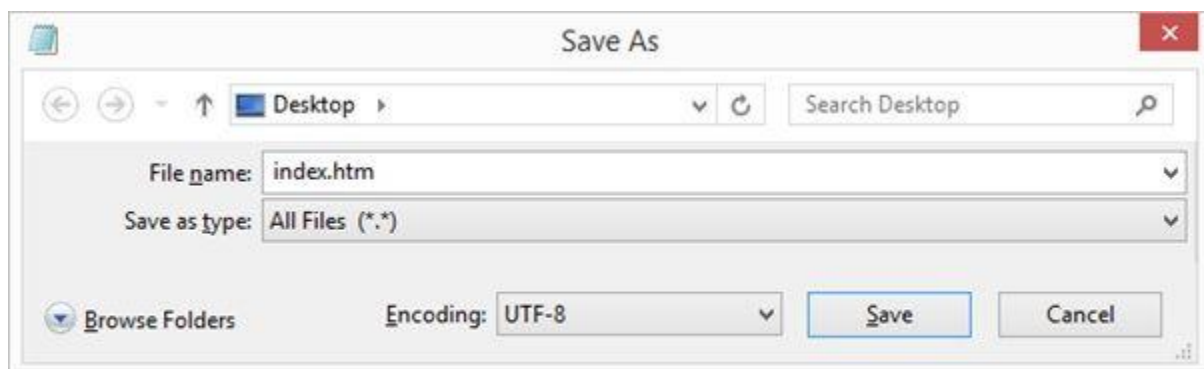 Save As
Desktop
Search Desktop
File name: index.htm
Save as type: All Files (*.*)
Browse Folders Encoding: UTF-8 Save Cancel